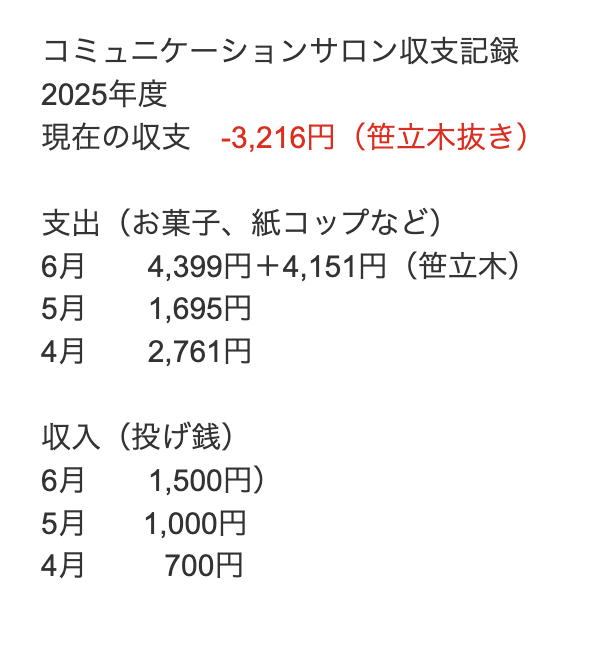 コミュニケーションサロン収支記録
2025年度
現在の収支　-3,216円（笹立木抜き）
支出（お菓子、紙コップなど）
6月　　4,399円＋4,151円（笹立木）
5月　　1,695円
4月　　2,761円
収入（投げ銭）
6月　　1,500円）
5月　　1,000円
4月　　700円